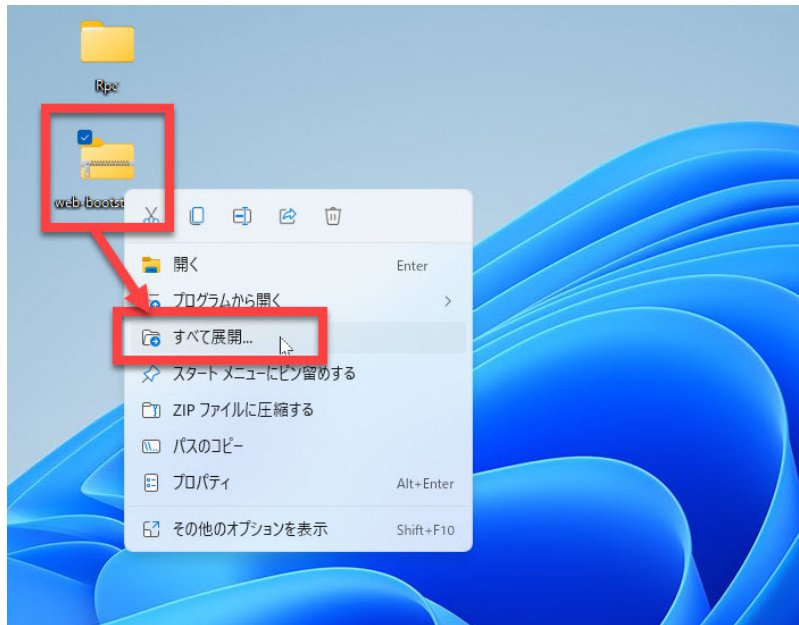 Rpc
web-bootst
開く Enter
プログラムから開く
すべて展開...
スタート メニューにピン留めする
ZIP ファイルに圧縮する
パスのコピー
プロパティ Alt+Enter
その他のオプションを表示 Shift+F10